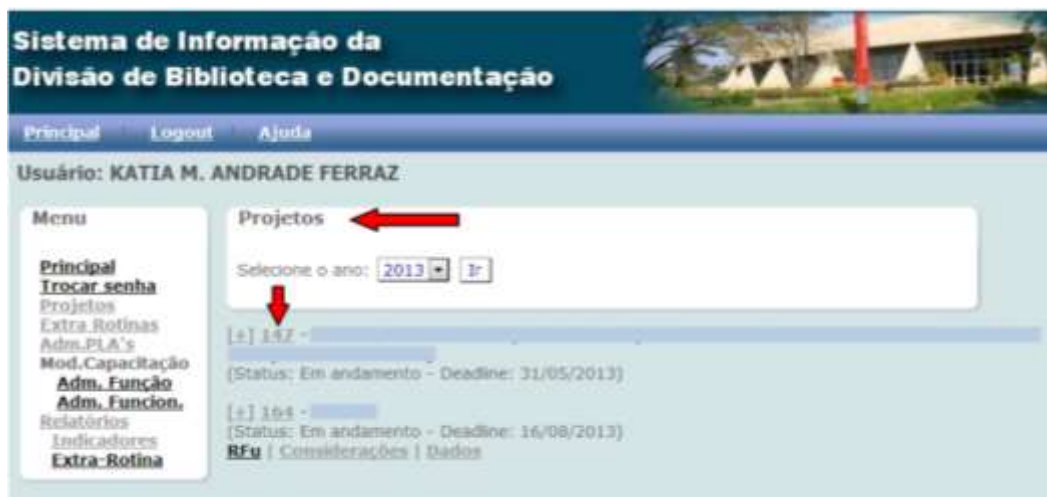 Sistema de Informação da
Divisão de Biblioteca e Documentação
Principal Logout Ajuda
Usuário: KATIA M. ANDRADE FERRAZ
Menu
Principal
Trocar senha
Projetos
Extra Rotinas
Adm.PLA's
Mod.Capacitação
Adm. Função
Adm. Funcion.
Relatórios
Indicadores
Extra-Rotina
Projetos
Selecione o ano: 2013 Ir
[+] 147 -
(Status: Em andamento - Deadline: 31/05/2013)
[+] 164 -
(Status: Em andamento - Deadline: 16/08/2013)
RFu | Considerações | Dados